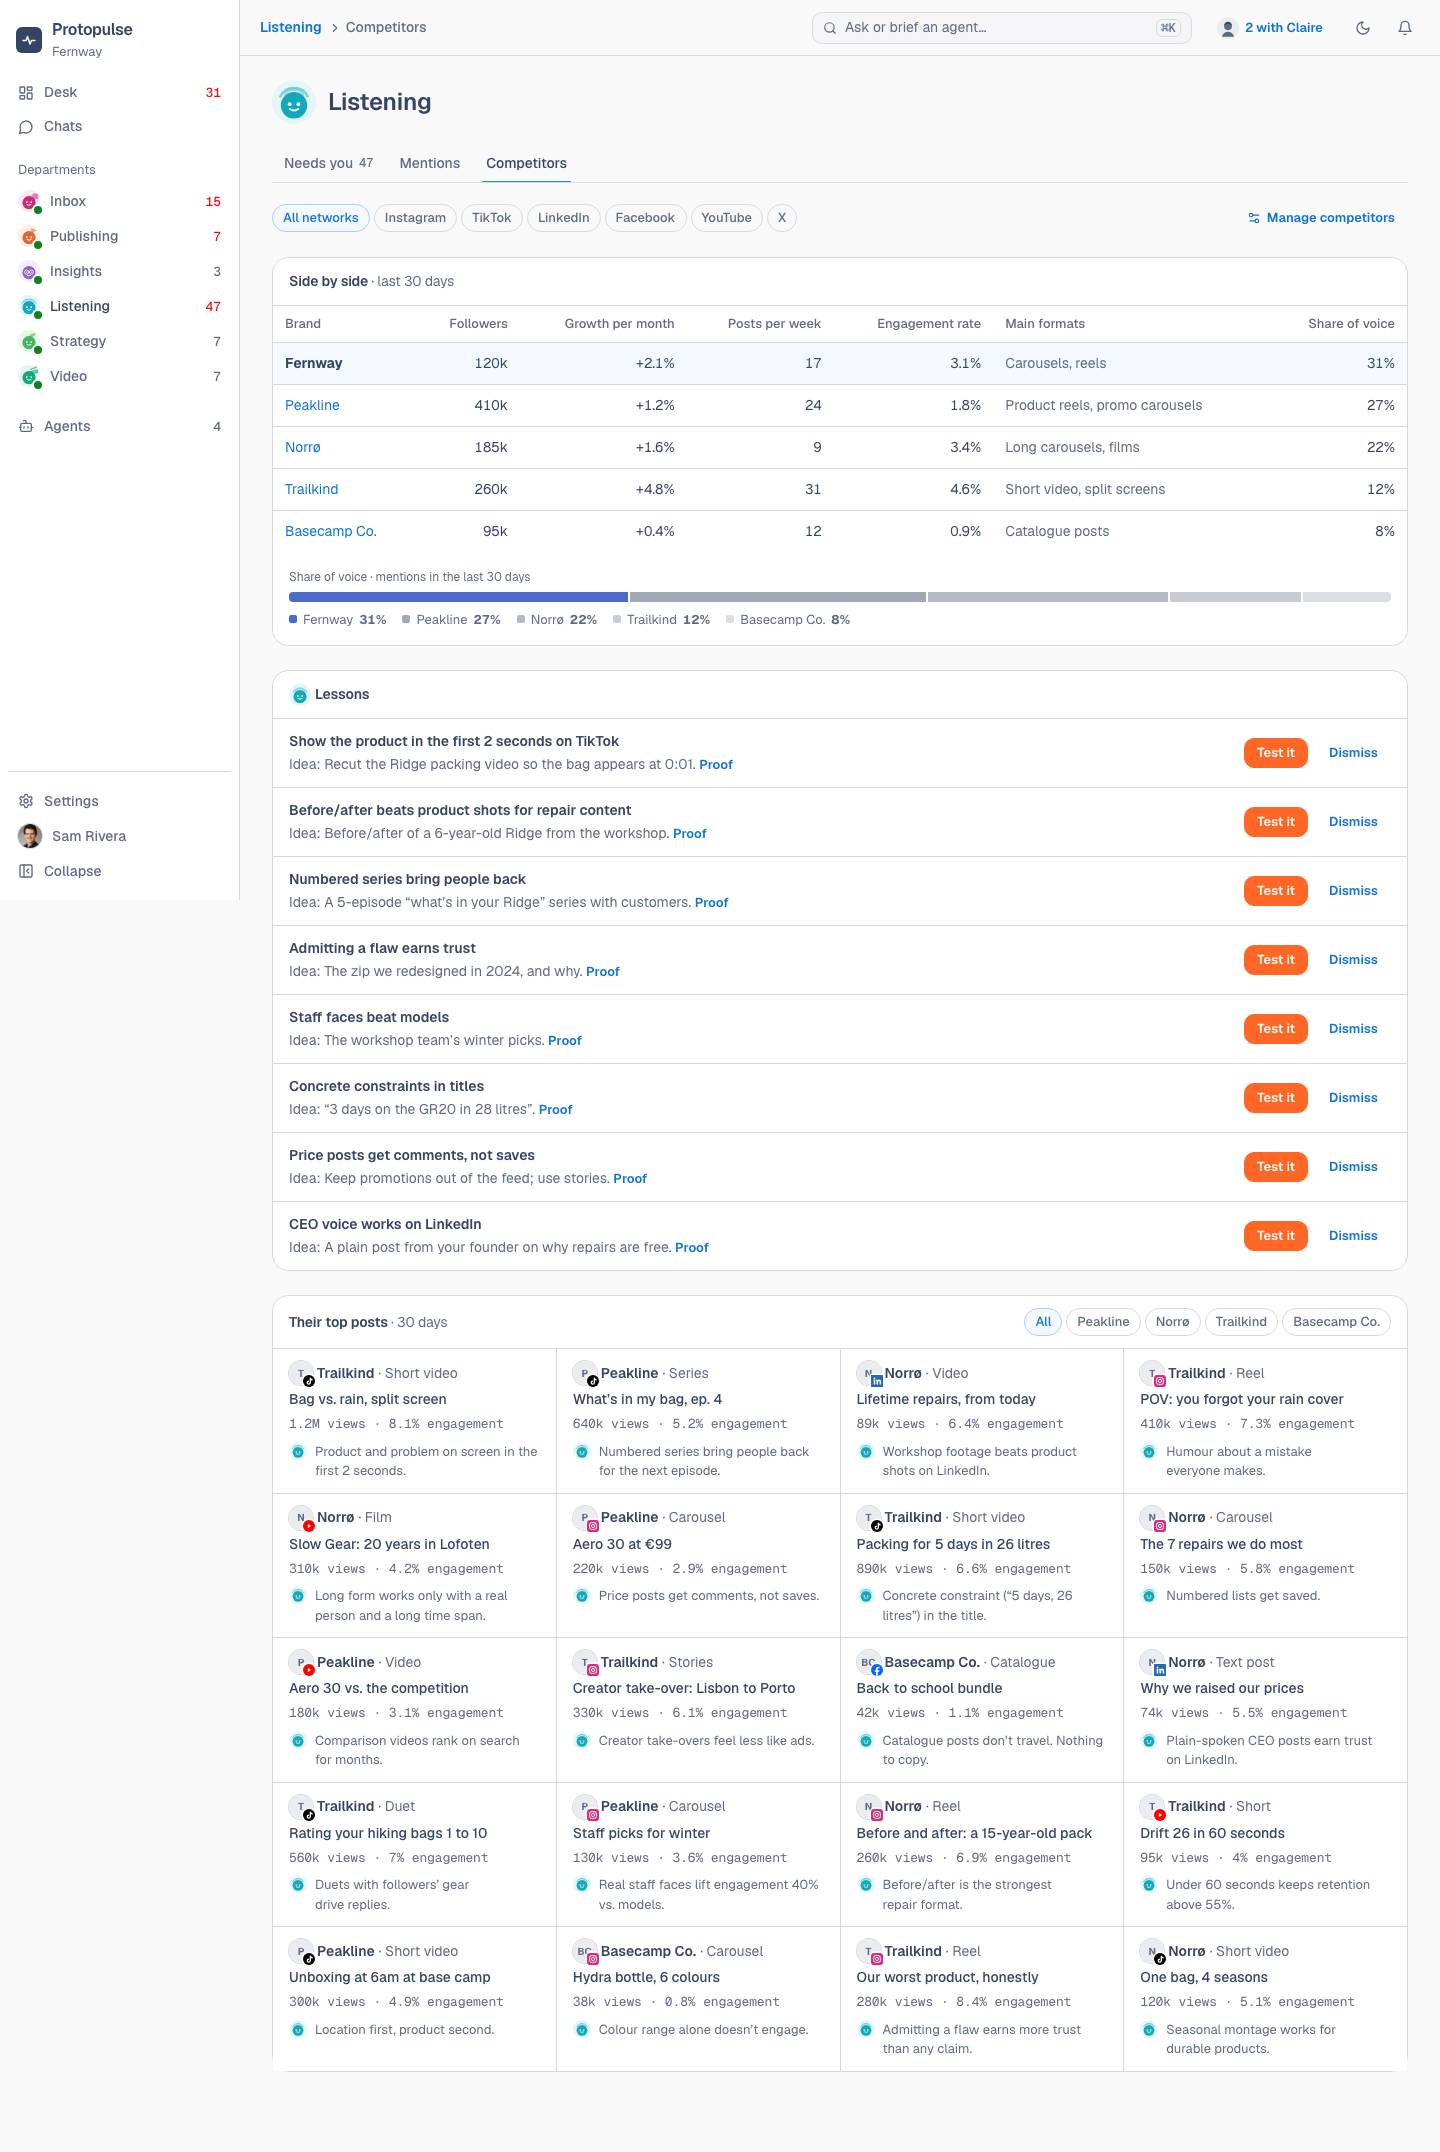 Protopulse
Fernway
Desk 31
Chats
Departments
Inbox 15
Publishing 7
Insights 3
Listening 47
Strategy 7
Video 7
Agents 4
Settings
Sam Rivera
Collapse
Listening > Competitors
Ask or brief an agent… ⌘K
2 with Claire
Listening
Needs you 47 Mentions Competitors
All networks Instagram TikTok LinkedIn Facebook YouTube X
Manage competitors
Side by side · last 30 days
Brand Followers Growth per month Posts per week Engagement rate Main formats Share of voice
Fernway 120k +2.1% 17 3.1% Carousels, reels 31%
Peakline 410k +1.2% 24 1.8% Product reels, promo carousels 27%
Norrø 185k +1.6% 9 3.4% Long carousels, films 22%
Trailkind 260k +4.8% 31 4.6% Short video, split screens 12%
Basecamp Co. 95k +0.4% 12 0.9% Catalogue posts 8%
Share of voice · mentions in the last 30 days
Fernway 31% Peakline 27% Norrø 22% Trailkind 12% Basecamp Co. 8%
Lessons
Show the product in the first 2 seconds on TikTok
Idea: Recut the Ridge packing video so the bag appears at 0:01. Proof
Test it Dismiss
Before/after beats product shots for repair content
Idea: Before/after of a 6-year-old Ridge from the workshop. Proof
Test it Dismiss
Numbered series bring people back
Idea: A 5-episode “what’s in your Ridge” series with customers. Proof
Test it Dismiss
Admitting a flaw earns trust
Idea: The zip we redesigned in 2024, and why. Proof
Test it Dismiss
Staff faces beat models
Idea: The workshop team’s winter picks. Proof
Test it Dismiss
Concrete constraints in titles
Idea: “3 days on the GR20 in 28 litres”. Proof
Test it Dismiss
Price posts get comments, not saves
Idea: Keep promotions out of the feed; use stories. Proof
Test it Dismiss
CEO voice works on LinkedIn
Idea: A plain post from your founder on why repairs are free. Proof
Test it Dismiss
Their top posts · 30 days
All Peakline Norrø Trailkind Basecamp Co.
T Trailkind · Short video
Bag vs. rain, split screen
1.2M views · 8.1% engagement
Product and problem on screen in the
first 2 seconds.
P Peakline · Series
What’s in my bag, ep. 4
640k views · 5.2% engagement
Numbered series bring people back
for the next episode.
N Norrø · Video
Lifetime repairs, from today
89k views · 6.4% engagement
Workshop footage beats product
shots on LinkedIn.
T Trailkind · Reel
POV: you forgot your rain cover
410k views · 7.3% engagement
Humour about a mistake
everyone makes.
N Norrø · Film
Slow Gear: 20 years in Lofoten
310k views · 4.2% engagement
Long form works only with a real
person and a long time span.
P Peakline · Carousel
Aero 30 at €99
220k views · 2.9% engagement
Price posts get comments, not saves.
T Trailkind · Short video
Packing for 5 days in 26 litres
890k views · 6.6% engagement
Concrete constraint (“5 days, 26
litres”) in the title.
N Norrø · Carousel
The 7 repairs we do most
150k views · 5.8% engagement
Numbered lists get saved.
P Peakline · Video
Aero 30 vs. the competition
180k views · 3.1% engagement
Comparison videos rank on search
for months.
T Trailkind · Stories
Creator take-over: Lisbon to Porto
330k views · 6.1% engagement
Creator take-overs feel less like ads.
BC Basecamp Co. · Catalogue
Back to school bundle
42k views · 1.1% engagement
Catalogue posts don’t travel. Nothing
to copy.
N Norrø · Text post
Why we raised our prices
74k views · 5.5% engagement
Plain-spoken CEO posts earn trust
on LinkedIn.
T Trailkind · Duet
Rating your hiking bags 1 to 10
560k views · 7% engagement
Duets with followers’ gear
drive replies.
P Peakline · Carousel
Staff picks for winter
130k views · 3.6% engagement
Real staff faces lift engagement 40%
vs. models.
N Norrø · Reel
Before and after: a 15-year-old pack
260k views · 6.9% engagement
Before/after is the strongest
repair format.
T Trailkind · Short
Drift 26 in 60 seconds
95k views · 4% engagement
Under 60 seconds keeps retention
above 55%.
P Peakline · Short video
Unboxing at 6am at base camp
300k views · 4.9% engagement
Location first, product second.
BC Basecamp Co. · Carousel
Hydra bottle, 6 colours
38k views · 0.8% engagement
Colour range alone doesn’t engage.
T Trailkind · Reel
Our worst product, honestly
280k views · 8.4% engagement
Admitting a flaw earns more trust
than any claim.
N Norrø · Short video
One bag, 4 seasons
120k views · 5.1% engagement
Seasonal montage works for
durable products.